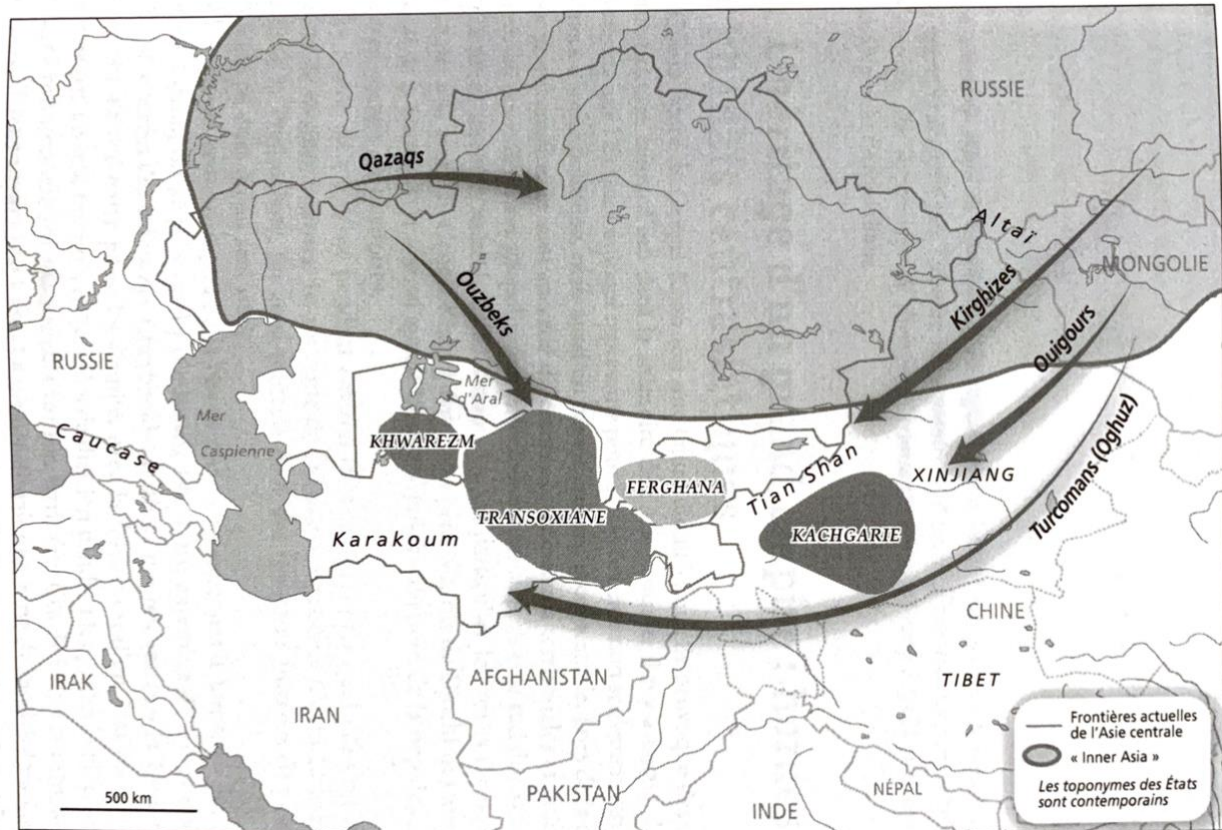 RUSSIE
Qazaqs
Altaï
MONGOLIE
Kirghizes
Ouzbeks
Ouigours
RUSSIE
Mer
d'Aral
Mer
Caspienne
Caucase
KHWAREZM
Turcomans (Oghuz)
XINJIANG
Tian Shan
FERGHANA
TRANSOXIANE
KACHGARIE
Karakoum
CHINE
AFGHANISTAN
TIBET
IRAK
IRAN
Frontières actuelles
de l'Asie centrale
« Inner Asia »
Les toponymes des États
sont contemporains
500 km
PAKISTAN
NÉPAL
INDE